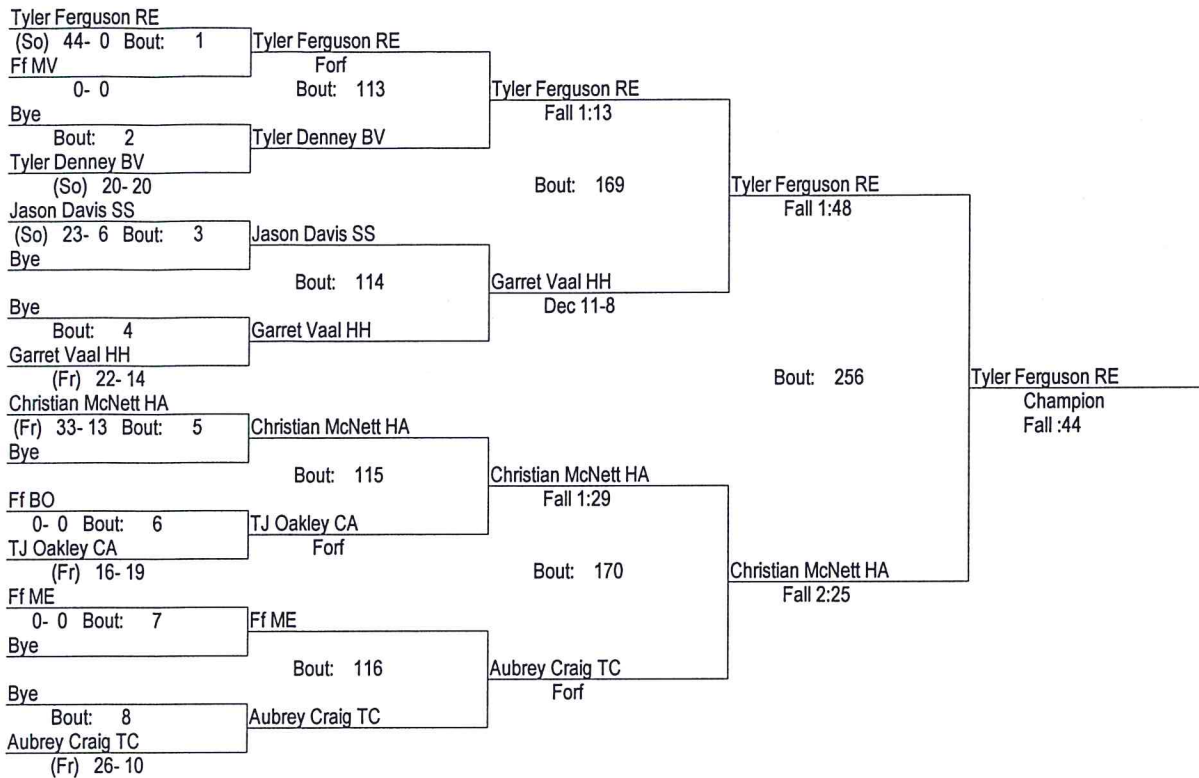 Tyler Ferguson RE
(So) 44- 0 Bout: 1
Ff MV
0- 0
Bye
Bout: 2
Tyler Denney BV
(So) 20- 20
Jason Davis SS
(So) 23- 6 Bout: 3
Bye
Bye
Bout: 4
Garret Vaal HH
(Fr) 22- 14
Christian McNett HA
(Fr) 33- 13 Bout: 5
Bye
Ff BO
0- 0 Bout: 6
TJ Oakley CA
(Fr) 16- 19
Ff ME
0- 0 Bout: 7
Bye
Bye
Bout: 8
Aubrey Craig TC
(Fr) 26- 10
Tyler Ferguson RE
Forf
Bout: 113
Tyler Denney BV
Jason Davis SS
Bout: 114
Garret Vaal HH
Christian McNett HA
Bout: 115
TJ Oakley CA
Forf
Ff ME
Bout: 116
Aubrey Craig TC
Tyler Ferguson RE
Fall 1:13
Bout: 169
Garret Vaal HH
Dec 11-8
Christian McNett HA
Fall 1:29
Bout: 170
Aubrey Craig TC
Forf
Tyler Ferguson RE
Fall 1:48
Bout: 256
Christian McNett HA
Fall 2:25
Tyler Ferguson RE
Champion
Fall :44